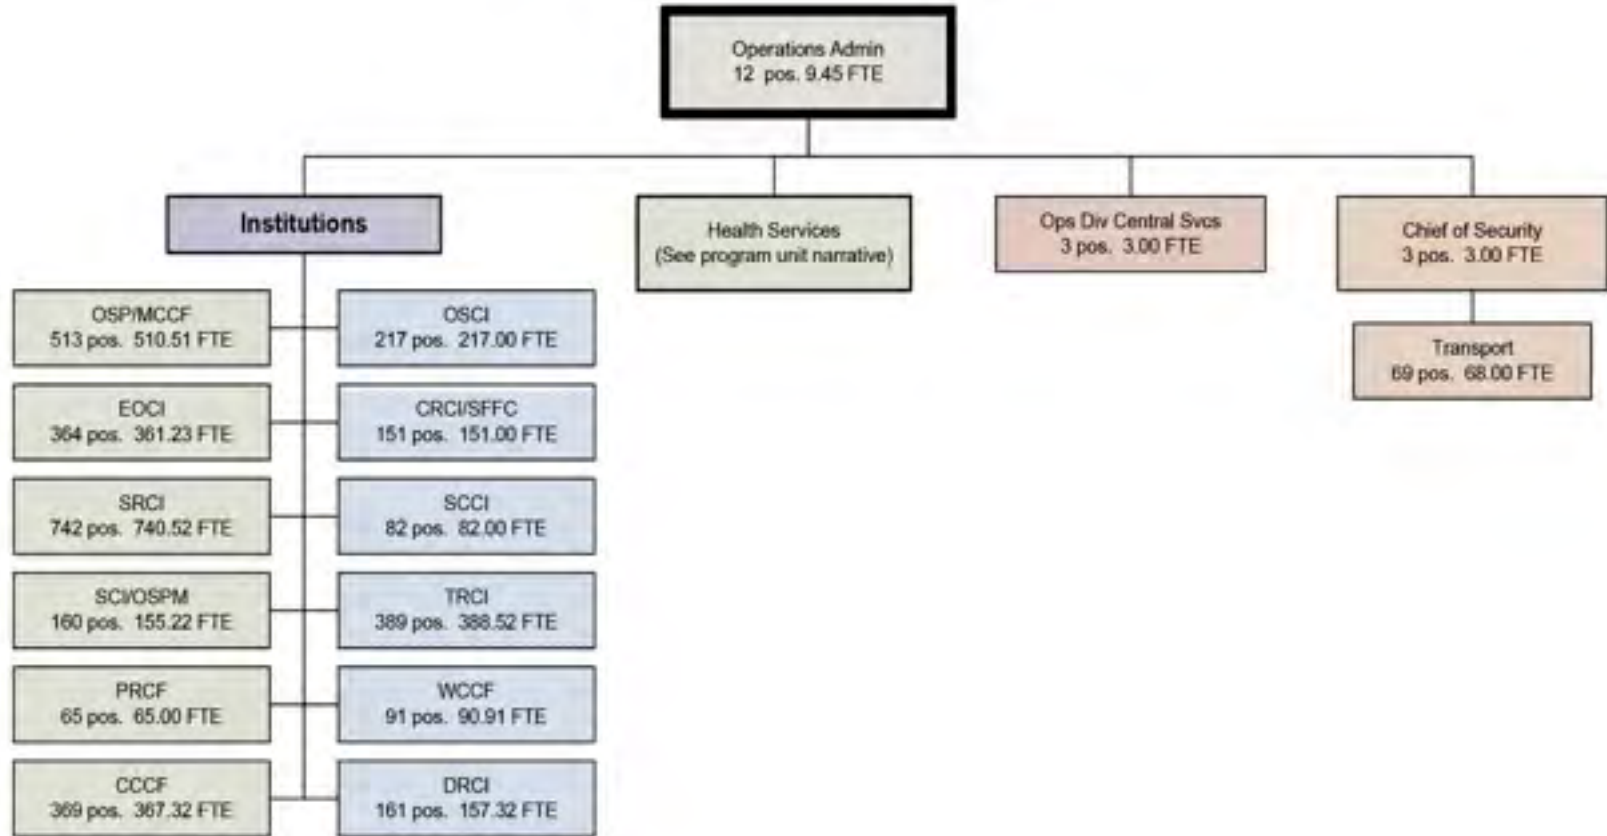 Operations Admin
12 pos. 9.45 FTE
Institutions
Health Services
(See program unit narrative)
Ops Div Central Svcs
3 pos. 3.00 FTE
Chief of Security
3 pos. 3.00 FTE
Transport
69 pos. 68.00 FTE
OSP/MCCF
513 pos. 510.51 FTE
OSCI
217 pos. 217.00 FTE
EOCI
364 pos. 361.23 FTE
CRCI/SFFC
151 pos. 151.00 FTE
SRCI
742 pos. 740.52 FTE
SCCI
82 pos. 82.00 FTE
SCI/OSPM
160 pos. 155.22 FTE
TRCI
389 pos. 388.52 FTE
PRCF
65 pos. 65.00 FTE
WCCF
91 pos. 90.91 FTE
CCCF
369 pos. 367.32 FTE
DRCI
161 pos. 157.32 FTE